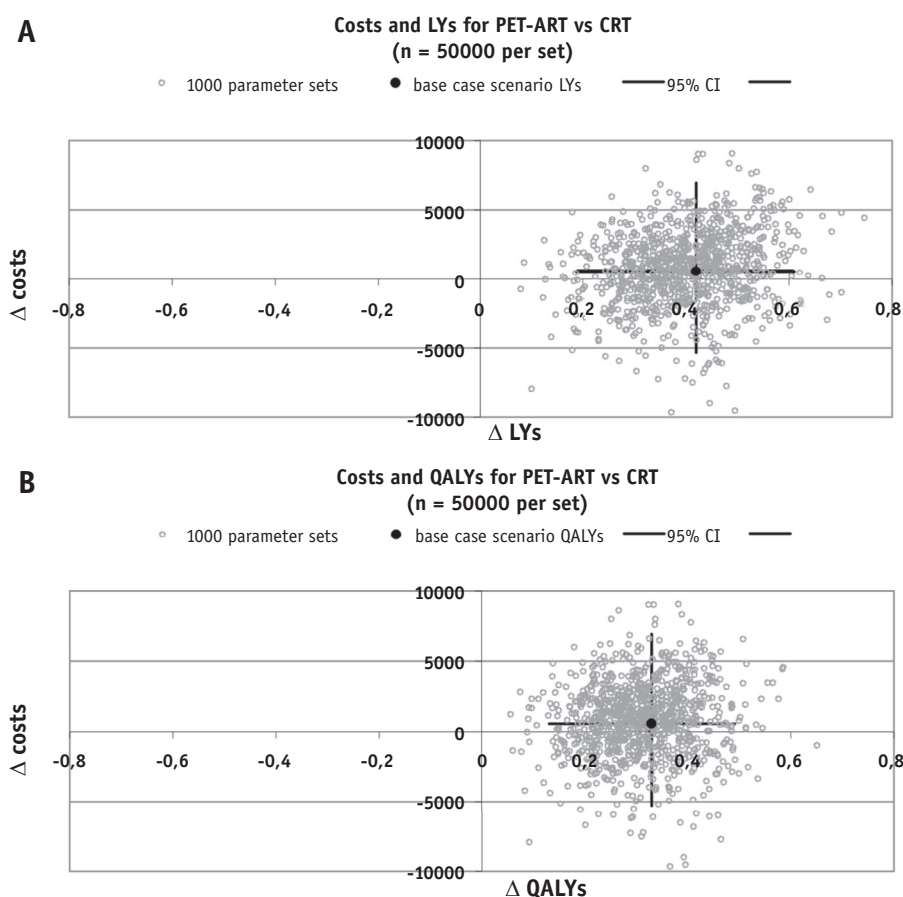 A
Costs and LYs for PET-ART vs CRT
(n = 50000 per set)
1000 parameter sets base case scenario LYs 95% CI
10000
5000
0
-0,8 -0,6 -0,4 -0,2 0 0,2 0,4 0,6 0,8
-5000
-10000
Δ costs
Δ LYs
B
Costs and QALYs for PET-ART vs CRT
(n = 50000 per set)
1000 parameter sets base case scenario QALYs 95% CI
10000
5000
0
-0,8 -0,6 -0,4 -0,2 0 0,2 0,4 0,6 0,8
-5000
-10000
Δ costs
Δ QALYs